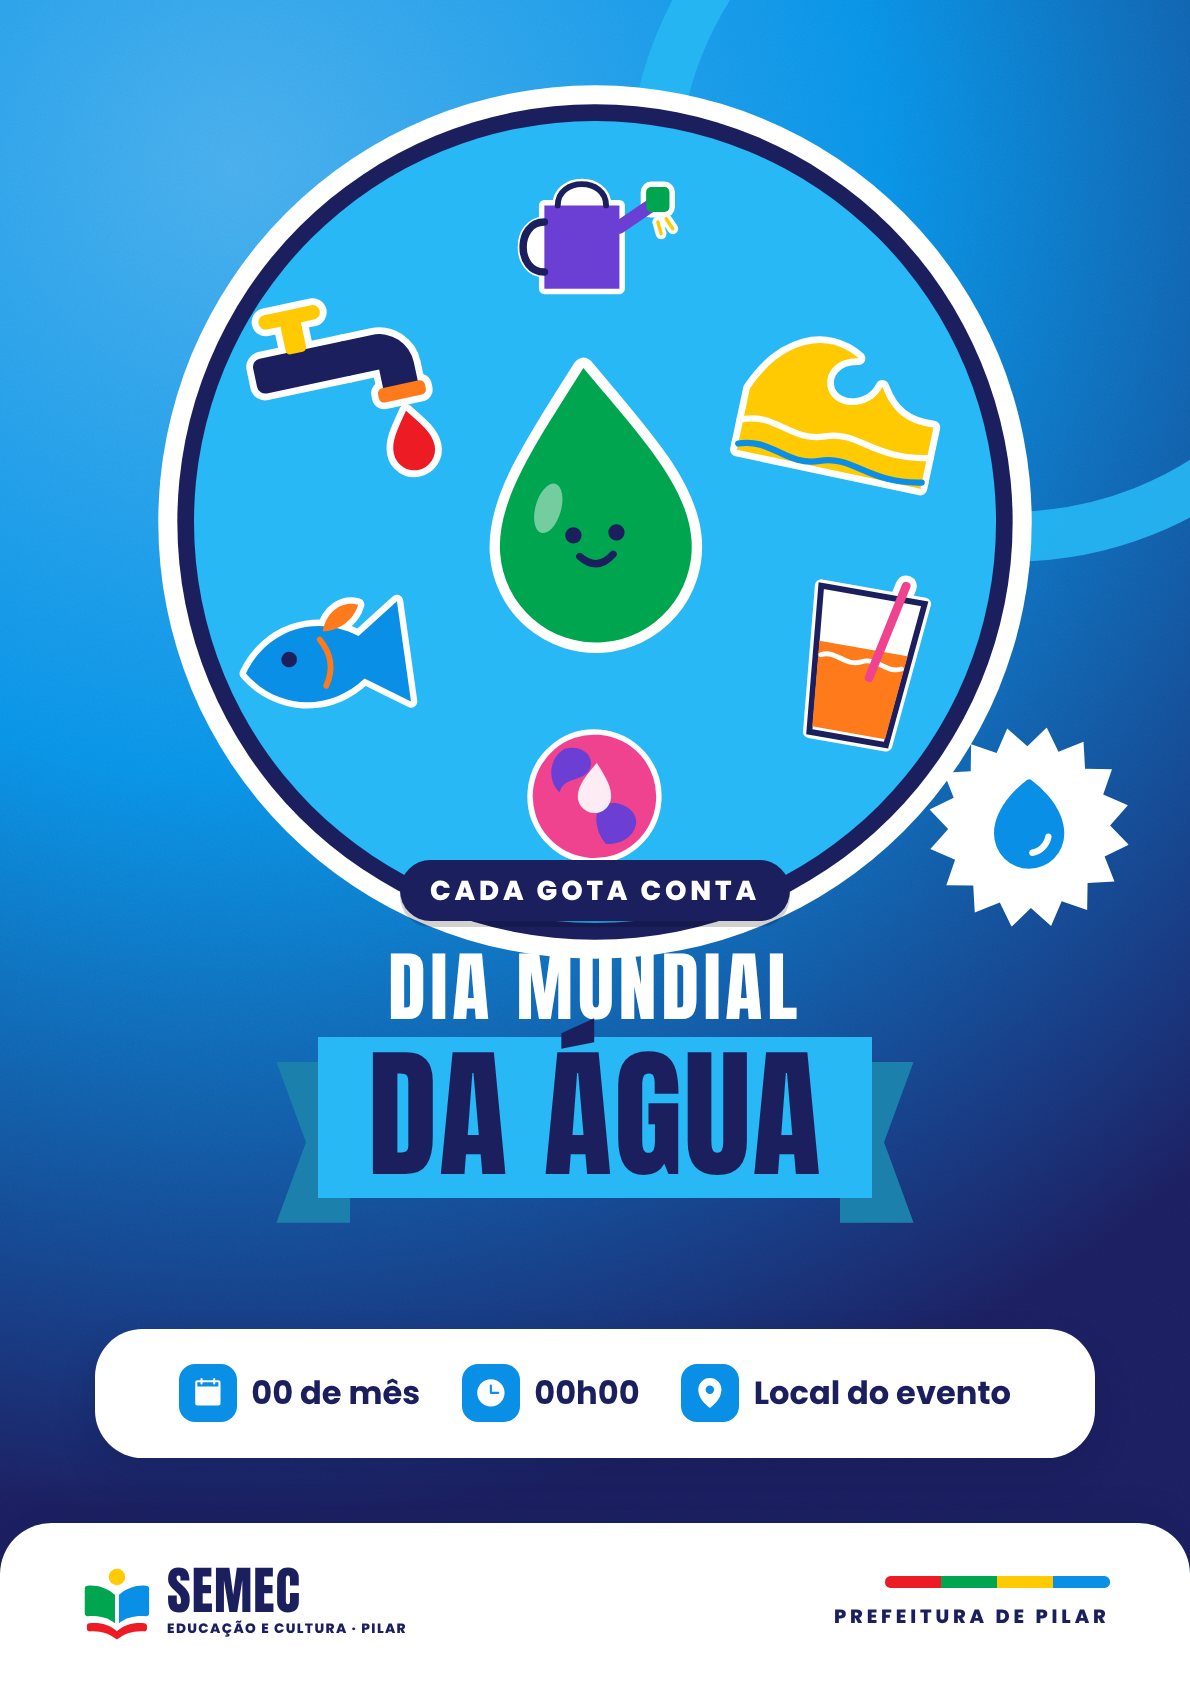 CADA GOTA CONTA
DIA MUNDIAL
DA ÁGUA
00 de mês
00h00
Local do evento
SEMEC
EDUCAÇÃO E CULTURA · PILAR
PREFEITURA DE PILAR